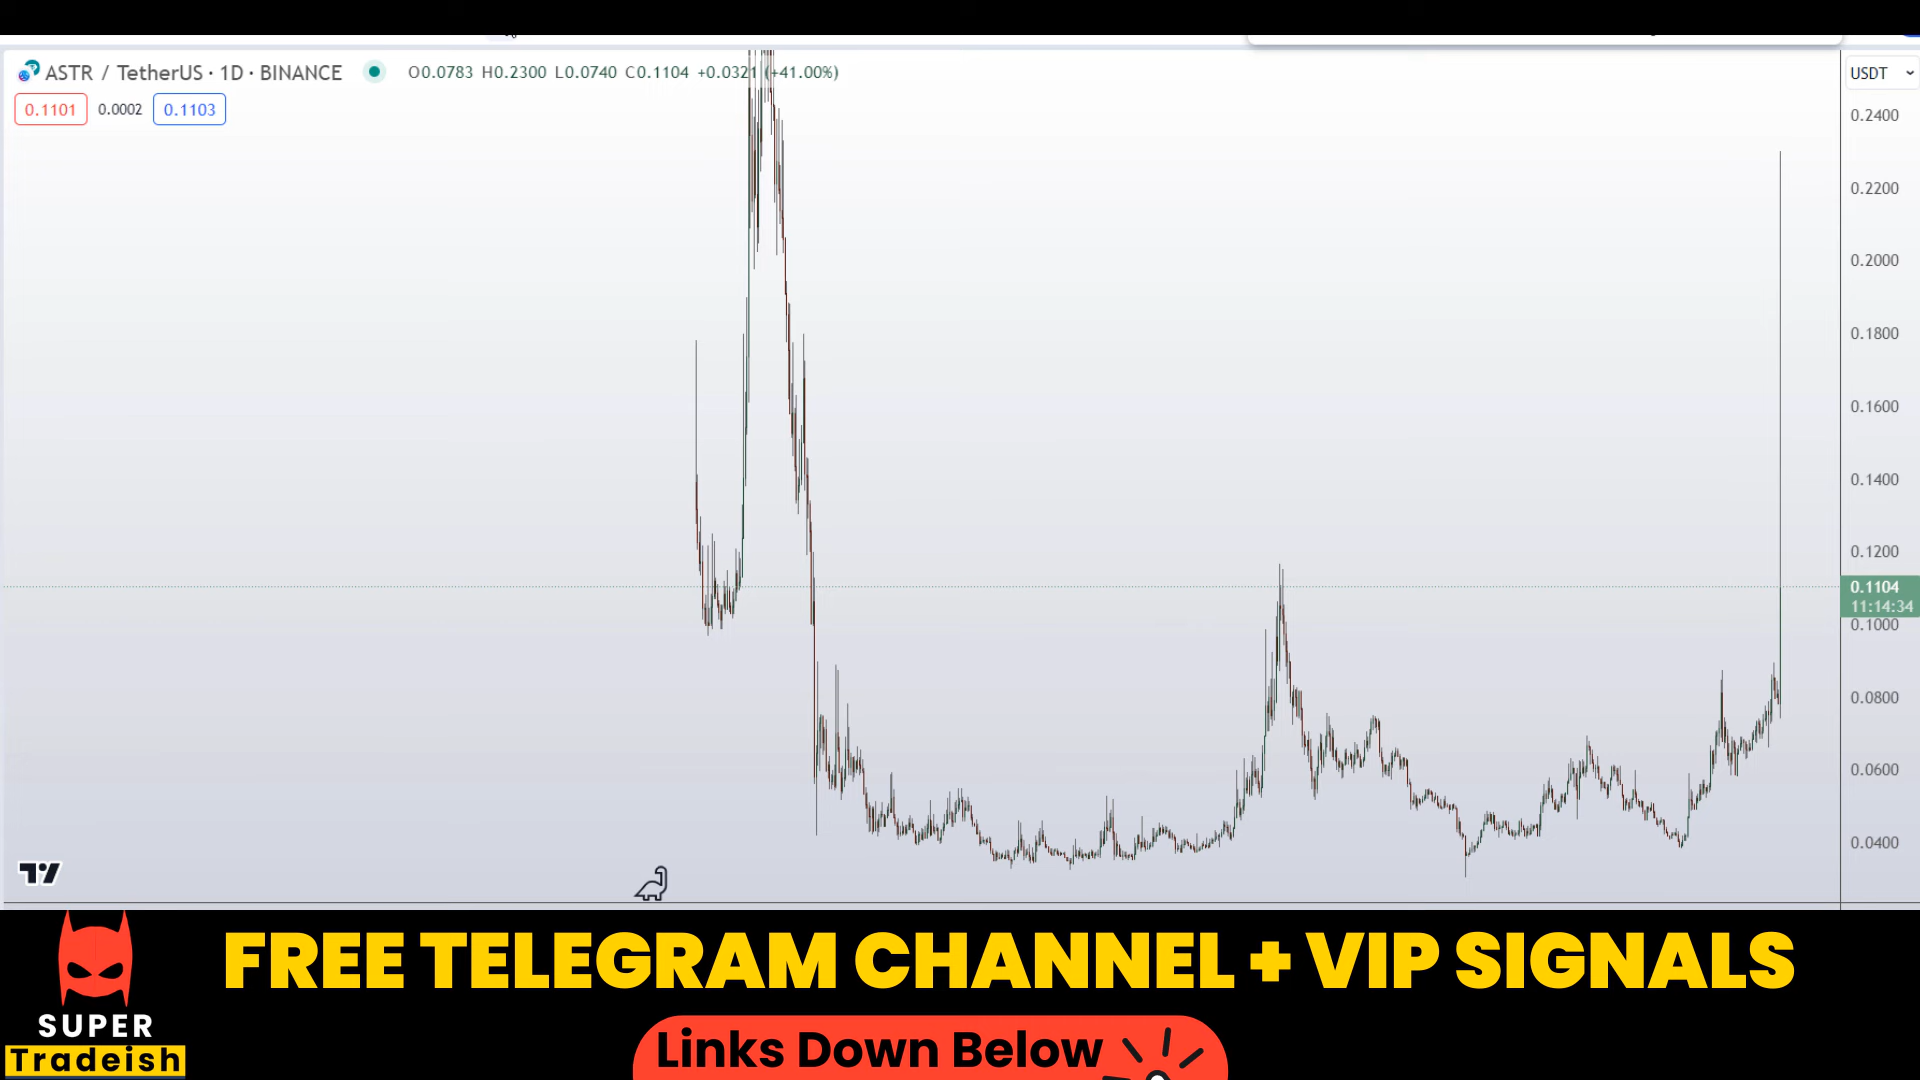 ASTR / TetherUS · 1D · BINANCE O0.0783 H0.2300 L0.0740 C0.1104 +0.0321 (+41.00%)
USDT
0.1101 0.0002 0.1103
0.2400
0.2200
0.2000
0.1800
0.1600
0.1400
0.1200
0.1104
11:14:34
0.1000
0.0800
0.0600
0.0400
FREE TELEGRAM CHANNEL + VIP SIGNALS
SUPER
Tradeish
Links Down Below